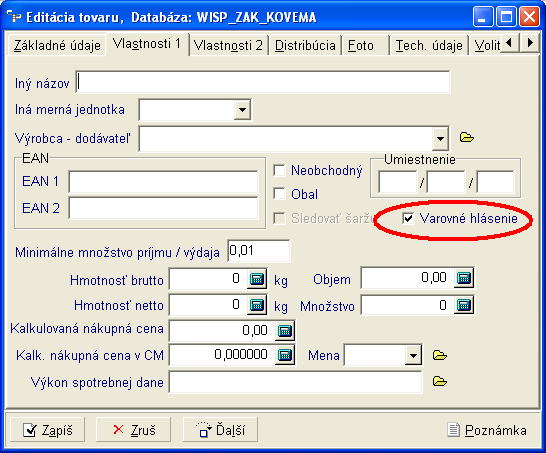 Editácia tovaru, Databáza: WISP_ZAK_KOVEMA
Základné údaje Vlastnosti 1 Vlastnosti 2 Distribúcia Foto Tech. údaje Volit
Iný názov
Iná merná jednotka
Výrobca - dodávateľ
EAN Neobchodný Umiestnenie
EAN 1 / /
Obal
EAN 2 Sledovať šarž Varovné hlásenie
Minimálne množstvo príjmu / výdaja 0,01
Hmotnosť brutto 0 kg Objem 0,00
Hmotnosť netto 0 kg Množstvo 0
Kalkulovaná nákupná cena 0,00
Kalk. nákupná cena v CM 0,000000 Mena
Výkon spotrebnej dane
Zapíš Zruš Ďalší Poznámka